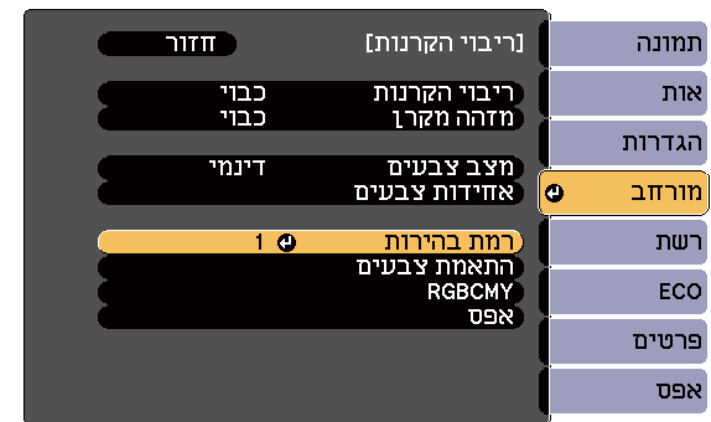 [ריבוי הקרנות] חזור
ריבוי הקרנות כבוי
מזהה מקרן כבוי
מצב צבעים דינמי
אחידות צבעים
רמת בהירות 1
התאמת צבעים
RGBCMY
אפס
תמונה
אות
הגדרות
מורחב
רשת
ECO
פרטים
אפס